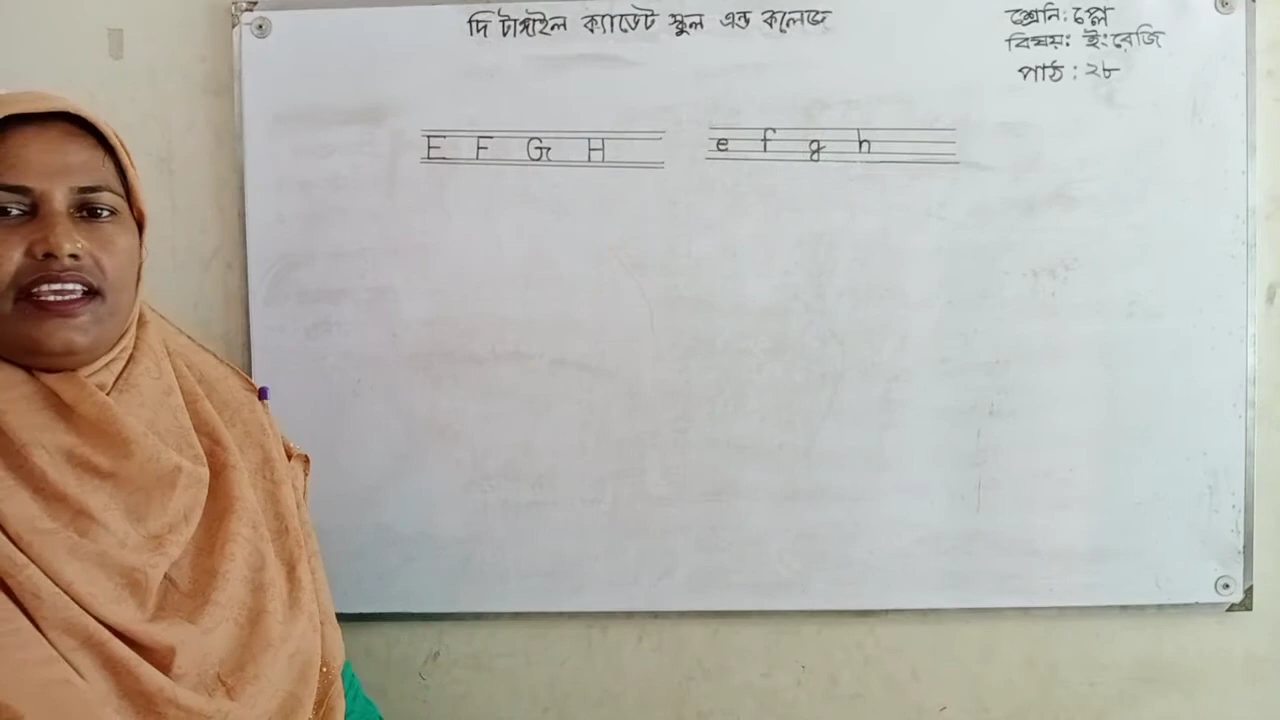 দি টাঙ্গাইল ক্যাডেট স্কুল এন্ড কলেজ
শ্রেনি: প্লে
বিষয়: ইংরেজি
পাঠ : ২৮
E F G H
e f g h